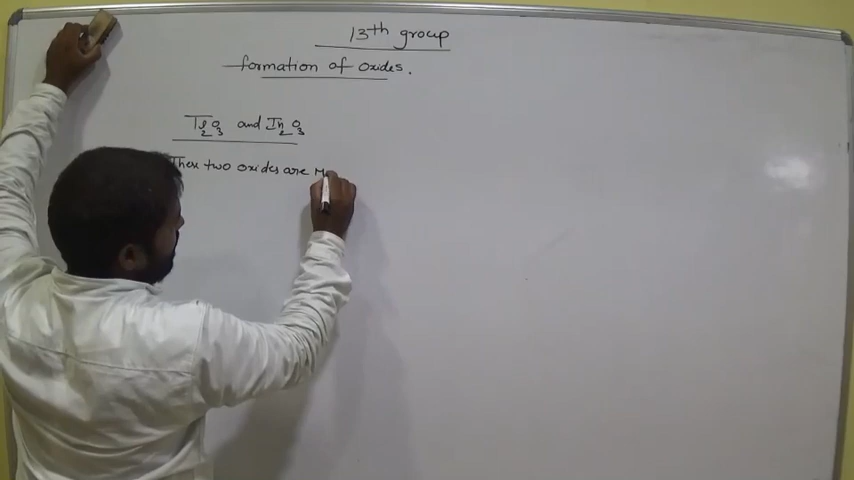 13th group
formation of oxides.
Tl2O3 and In2O3
These two oxides are M